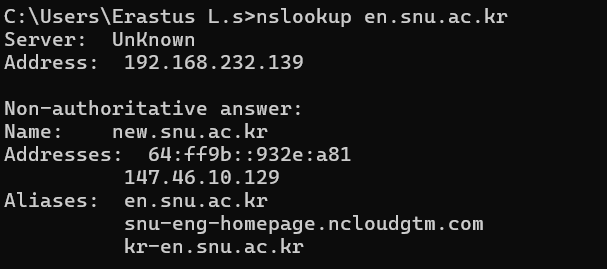 C:\Users\Erastus L.s>nslookup en.snu.ac.kr
Server:  UnKnown
Address:  192.168.232.139

Non-authoritative answer:
Name:    new.snu.ac.kr
Addresses:  64:ff9b::932e:a81
          147.46.10.129
Aliases:  en.snu.ac.kr
          snu-eng-homepage.ncloudgtm.com
          kr-en.snu.ac.kr